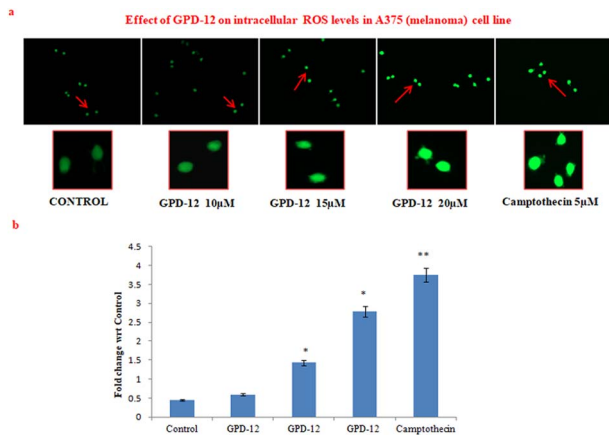 Effect of GPD-12 on intracellular ROS levels in A375 (melanoma) cell line
a
CONTROL
GPD-12 10µM
GPD-12 15µM
GPD-12 20µM
Camptothecin 5µM
b
Fold change wrt Control
4.5
4
3.5
3
2.5
2
1.5
1
0.5
0
*
*
**
Control
GPD-12
GPD-12
GPD-12
Camptothecin